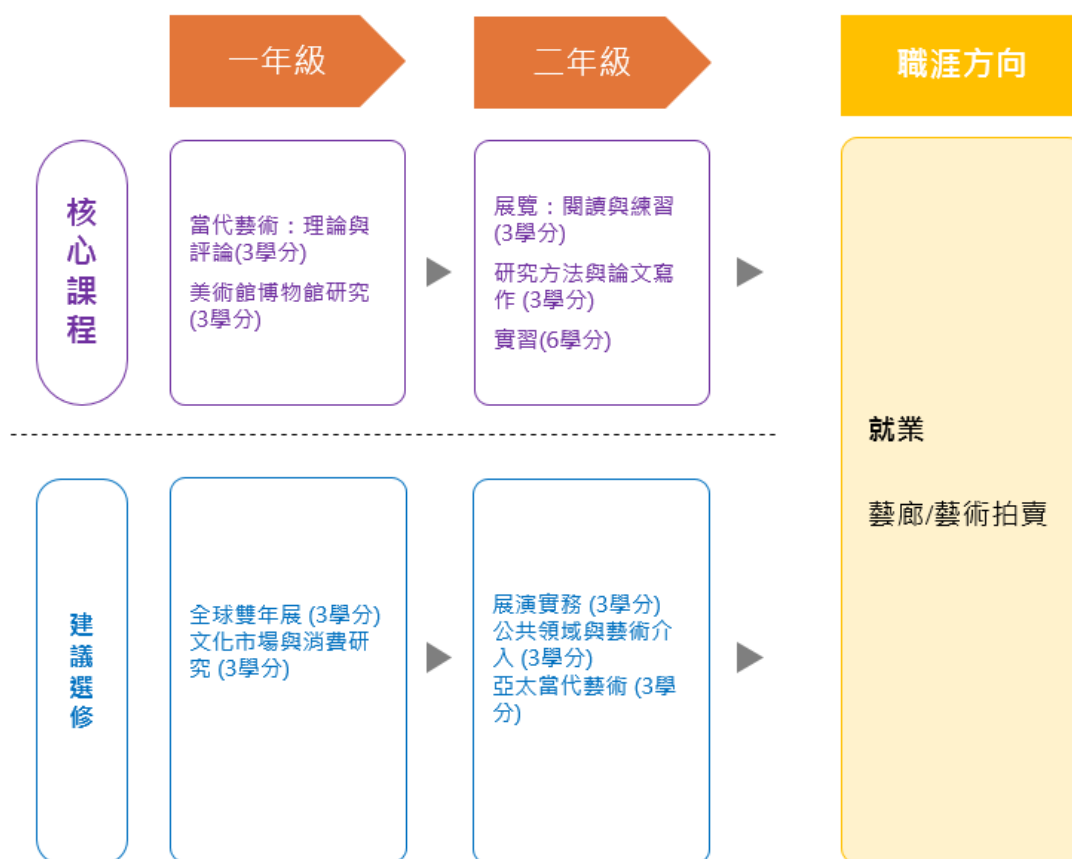 一年級
二年級
職涯方向
核心課程
當代藝術：理論與
評論(3學分)
美術館博物館研究
(3學分)
展覽：閱讀與練習
(3學分)
研究方法與論文寫
作 (3學分)
實習(6學分)
就業
藝廊/藝術拍賣
建議選修
全球雙年展 (3學分)
文化市場與消費研
究 (3學分)
展演實務 (3學分)
公共領域與藝術介
入 (3學分)
亞太當代藝術 (3學
分)